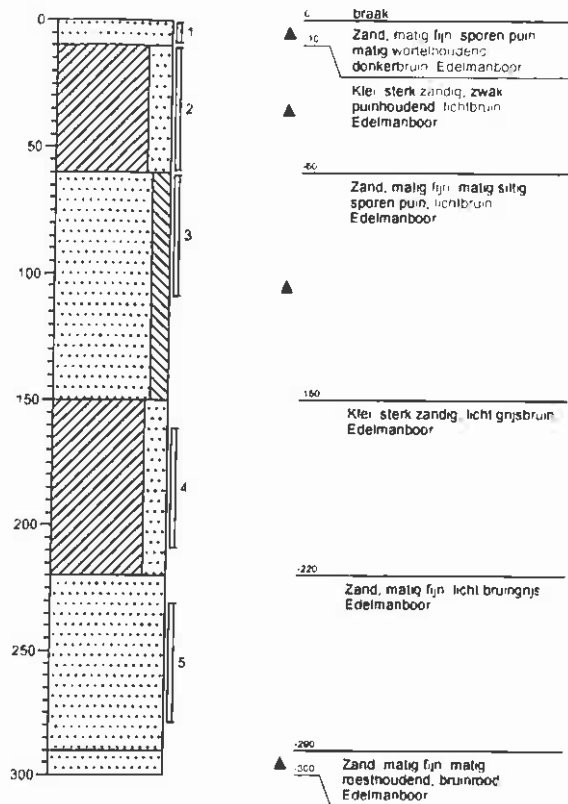 0
50
100
150
200
250
300
1
2
3
4
5
0
braak
-10
Zand, matig fijn, sporen puin
matig wortelhoudend
donkerbruin, Edelmanboor
Klei, sterk zandig, zwak
puinhoudend, lichtbruin
Edelmanboor
-60
Zand, matig fijn, matig siltig
sporen puin, lichtbruin
Edelmanboor
-150
Klei, sterk zandig, licht grijsbruin
Edelmanboor
-220
Zand, matig fijn, licht bruingrijs
Edelmanboor
-290
-300
Zand, matig fijn, matig
roesthoudend, bruinrood
Edelmanboor